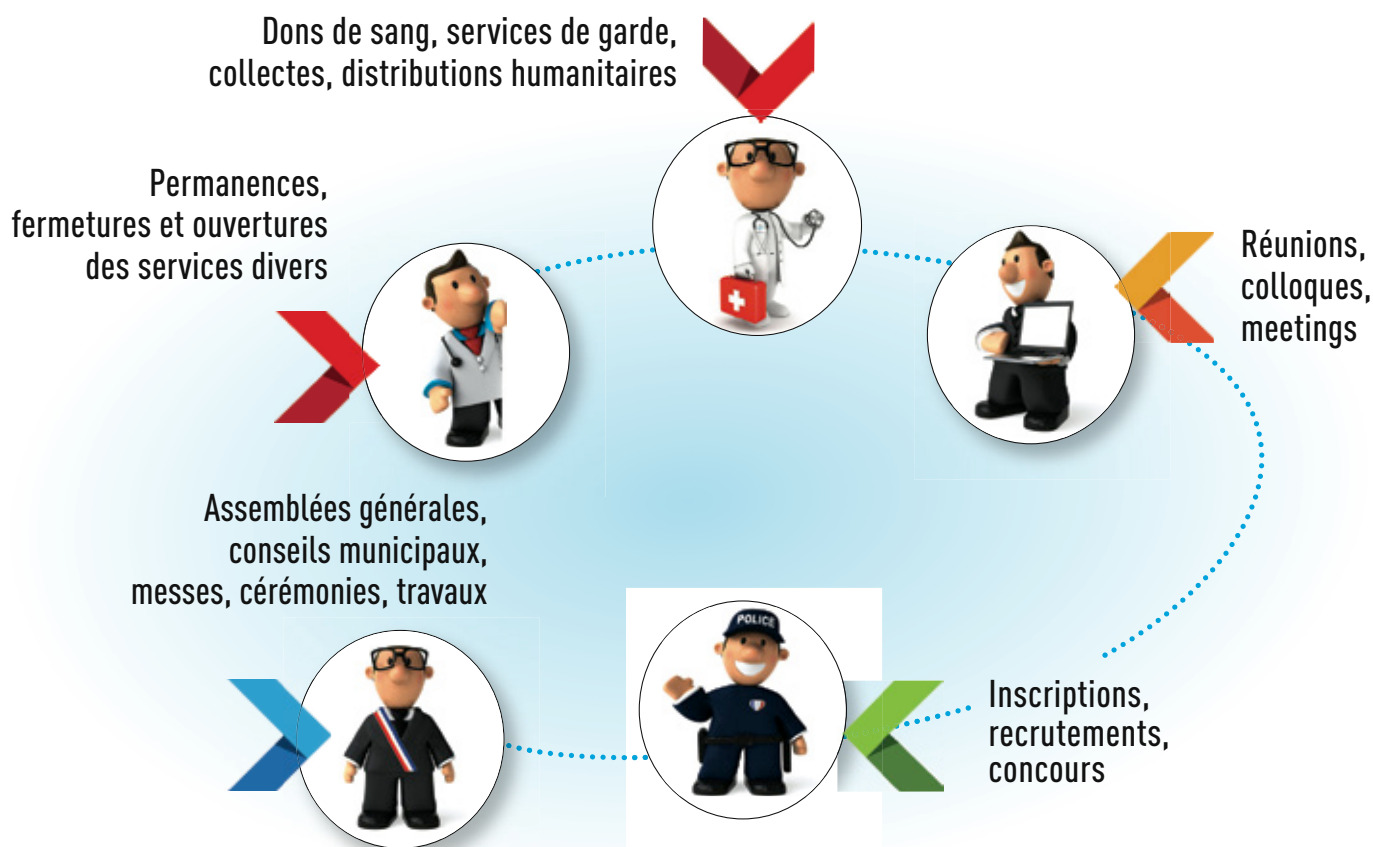 Dons de sang, services de garde,
collectes, distributions humanitaires
Permanences,
fermetures et ouvertures
des services divers
Réunions,
colloques,
meetings
Assemblées générales,
conseils municipaux,
messes, cérémonies, travaux
POLICE
Inscriptions,
recrutements,
concours